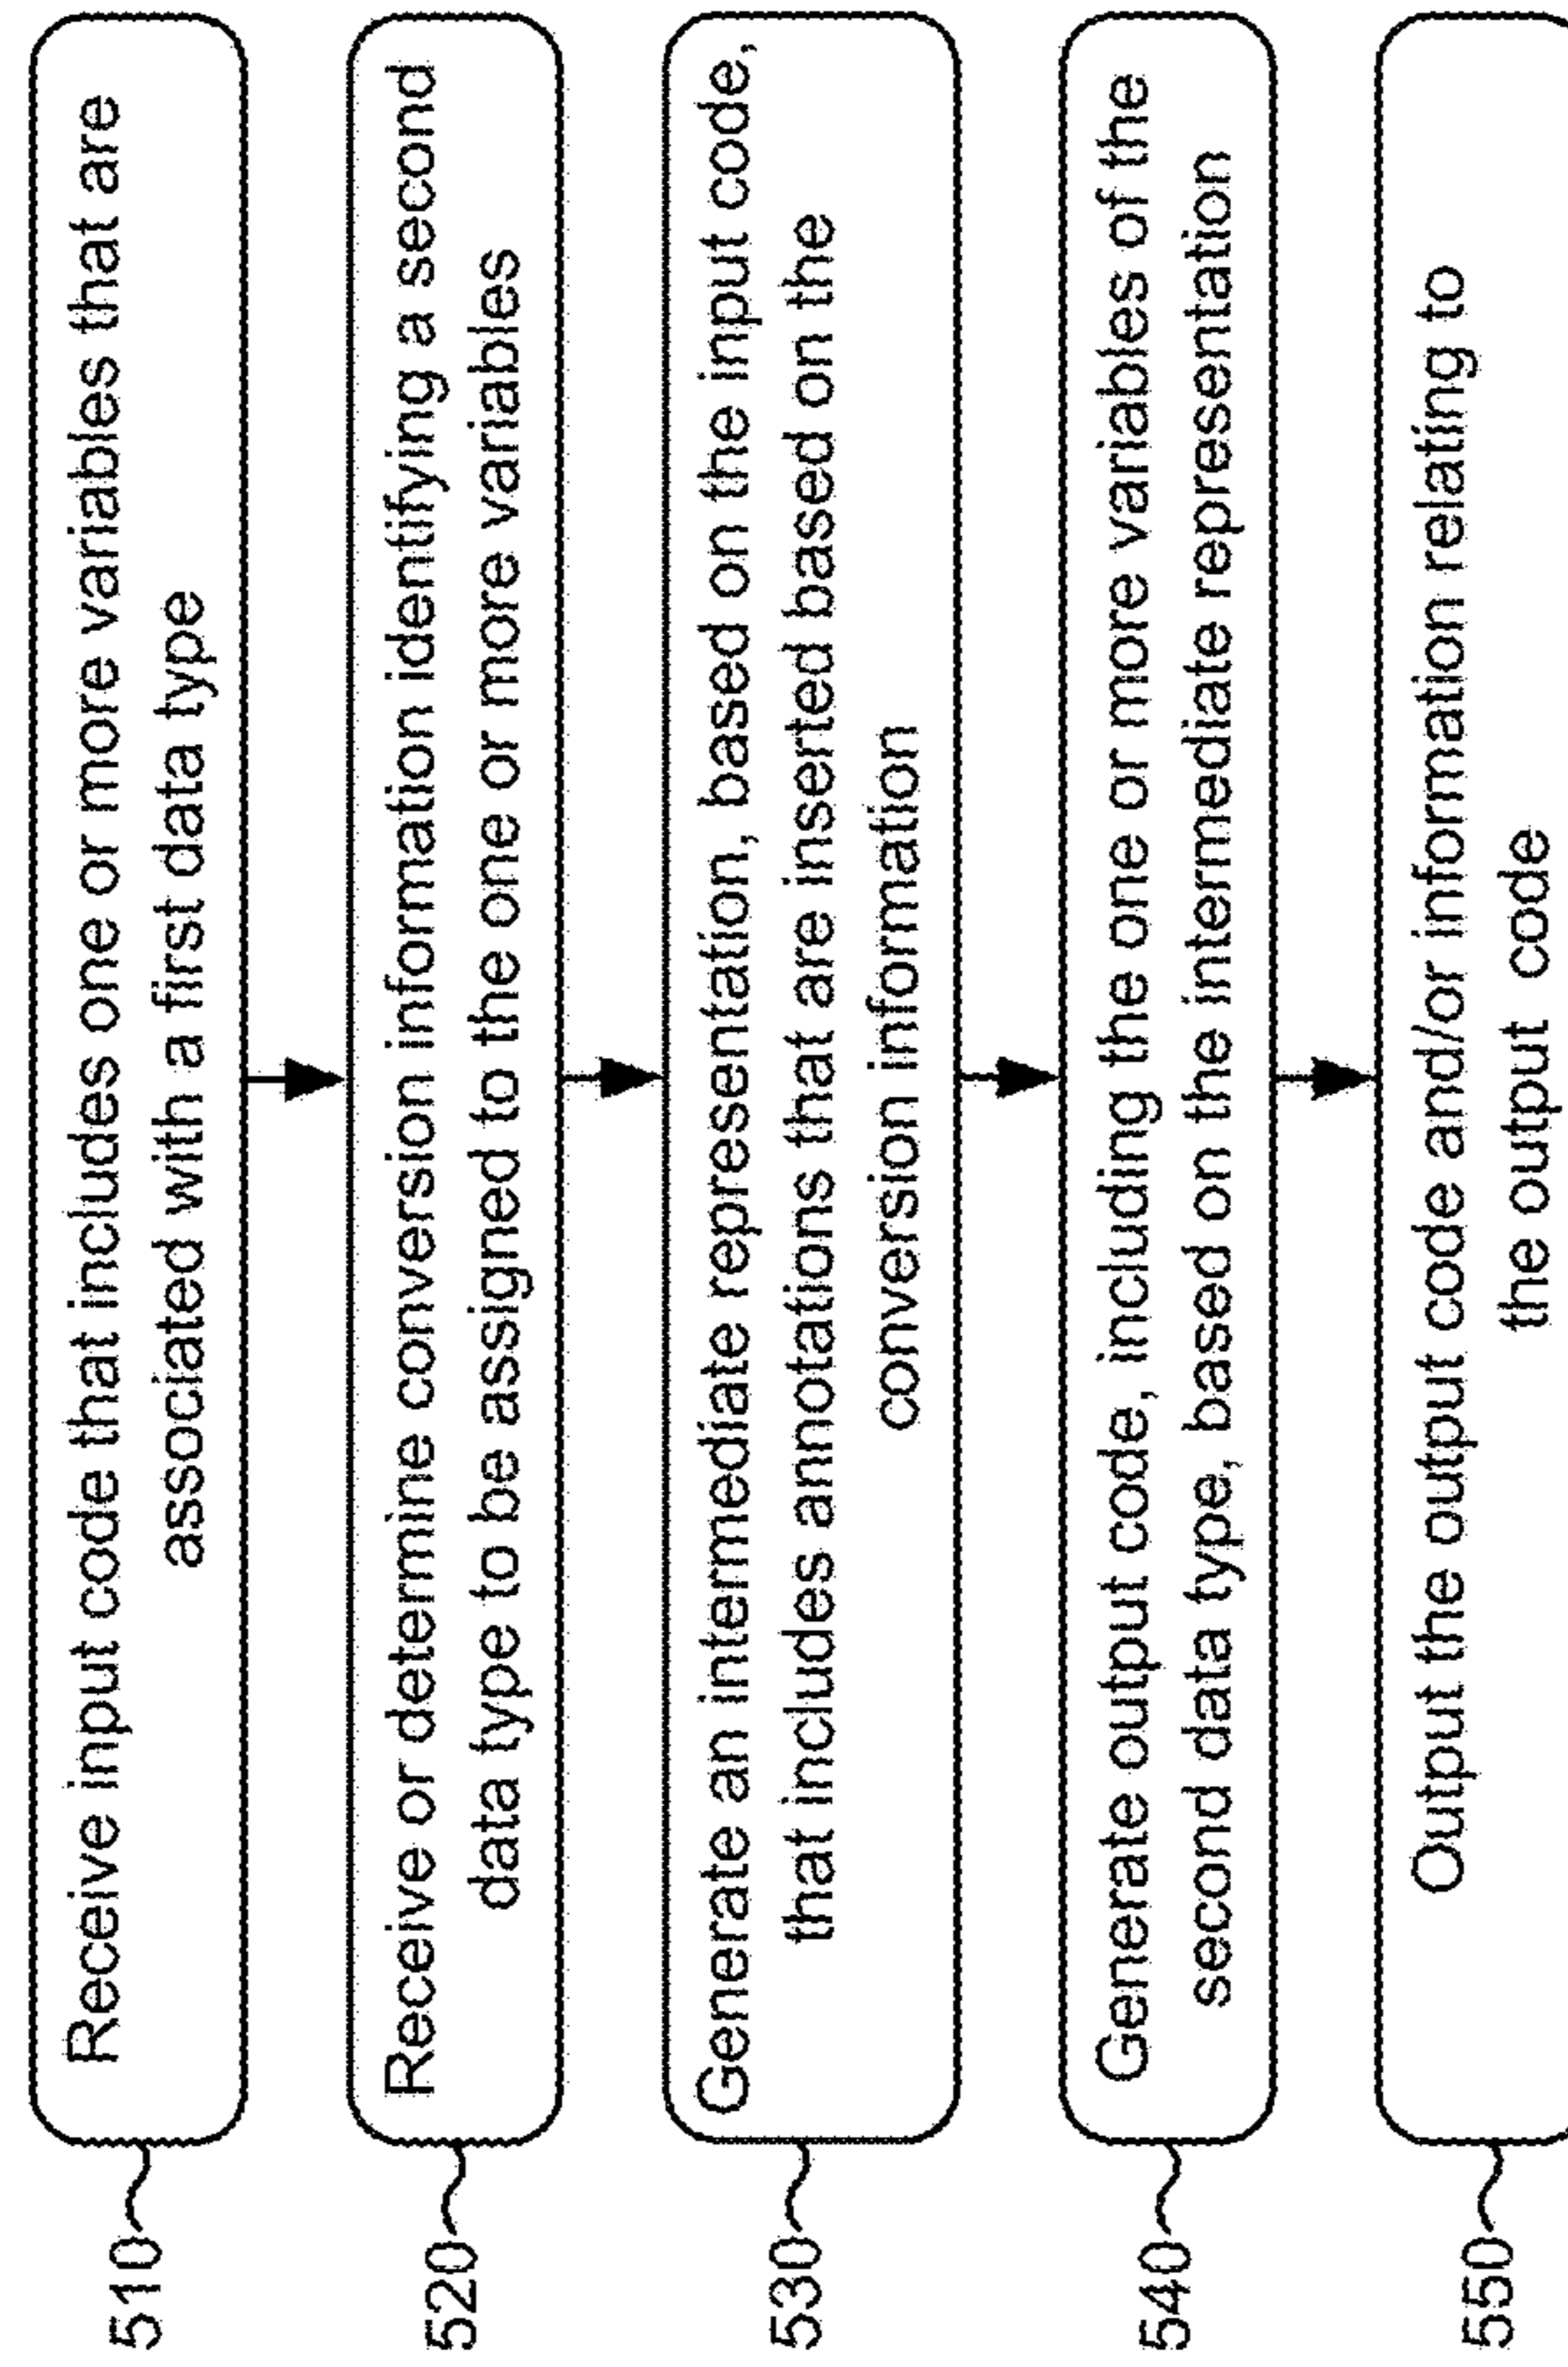 510
Receive input code that includes one or more variables that are
associated with a first data type
520
Receive or determine conversion information identifying a second
data type to be assigned to the one or more variables
530
Generate an intermediate representation, based on the input code,
that includes annotations that are inserted based on the
conversion information
540
Generate output code, including the one or more variables of the
second data type, based on the intermediate representation
550
Output the output code and/or information relating to
the output code